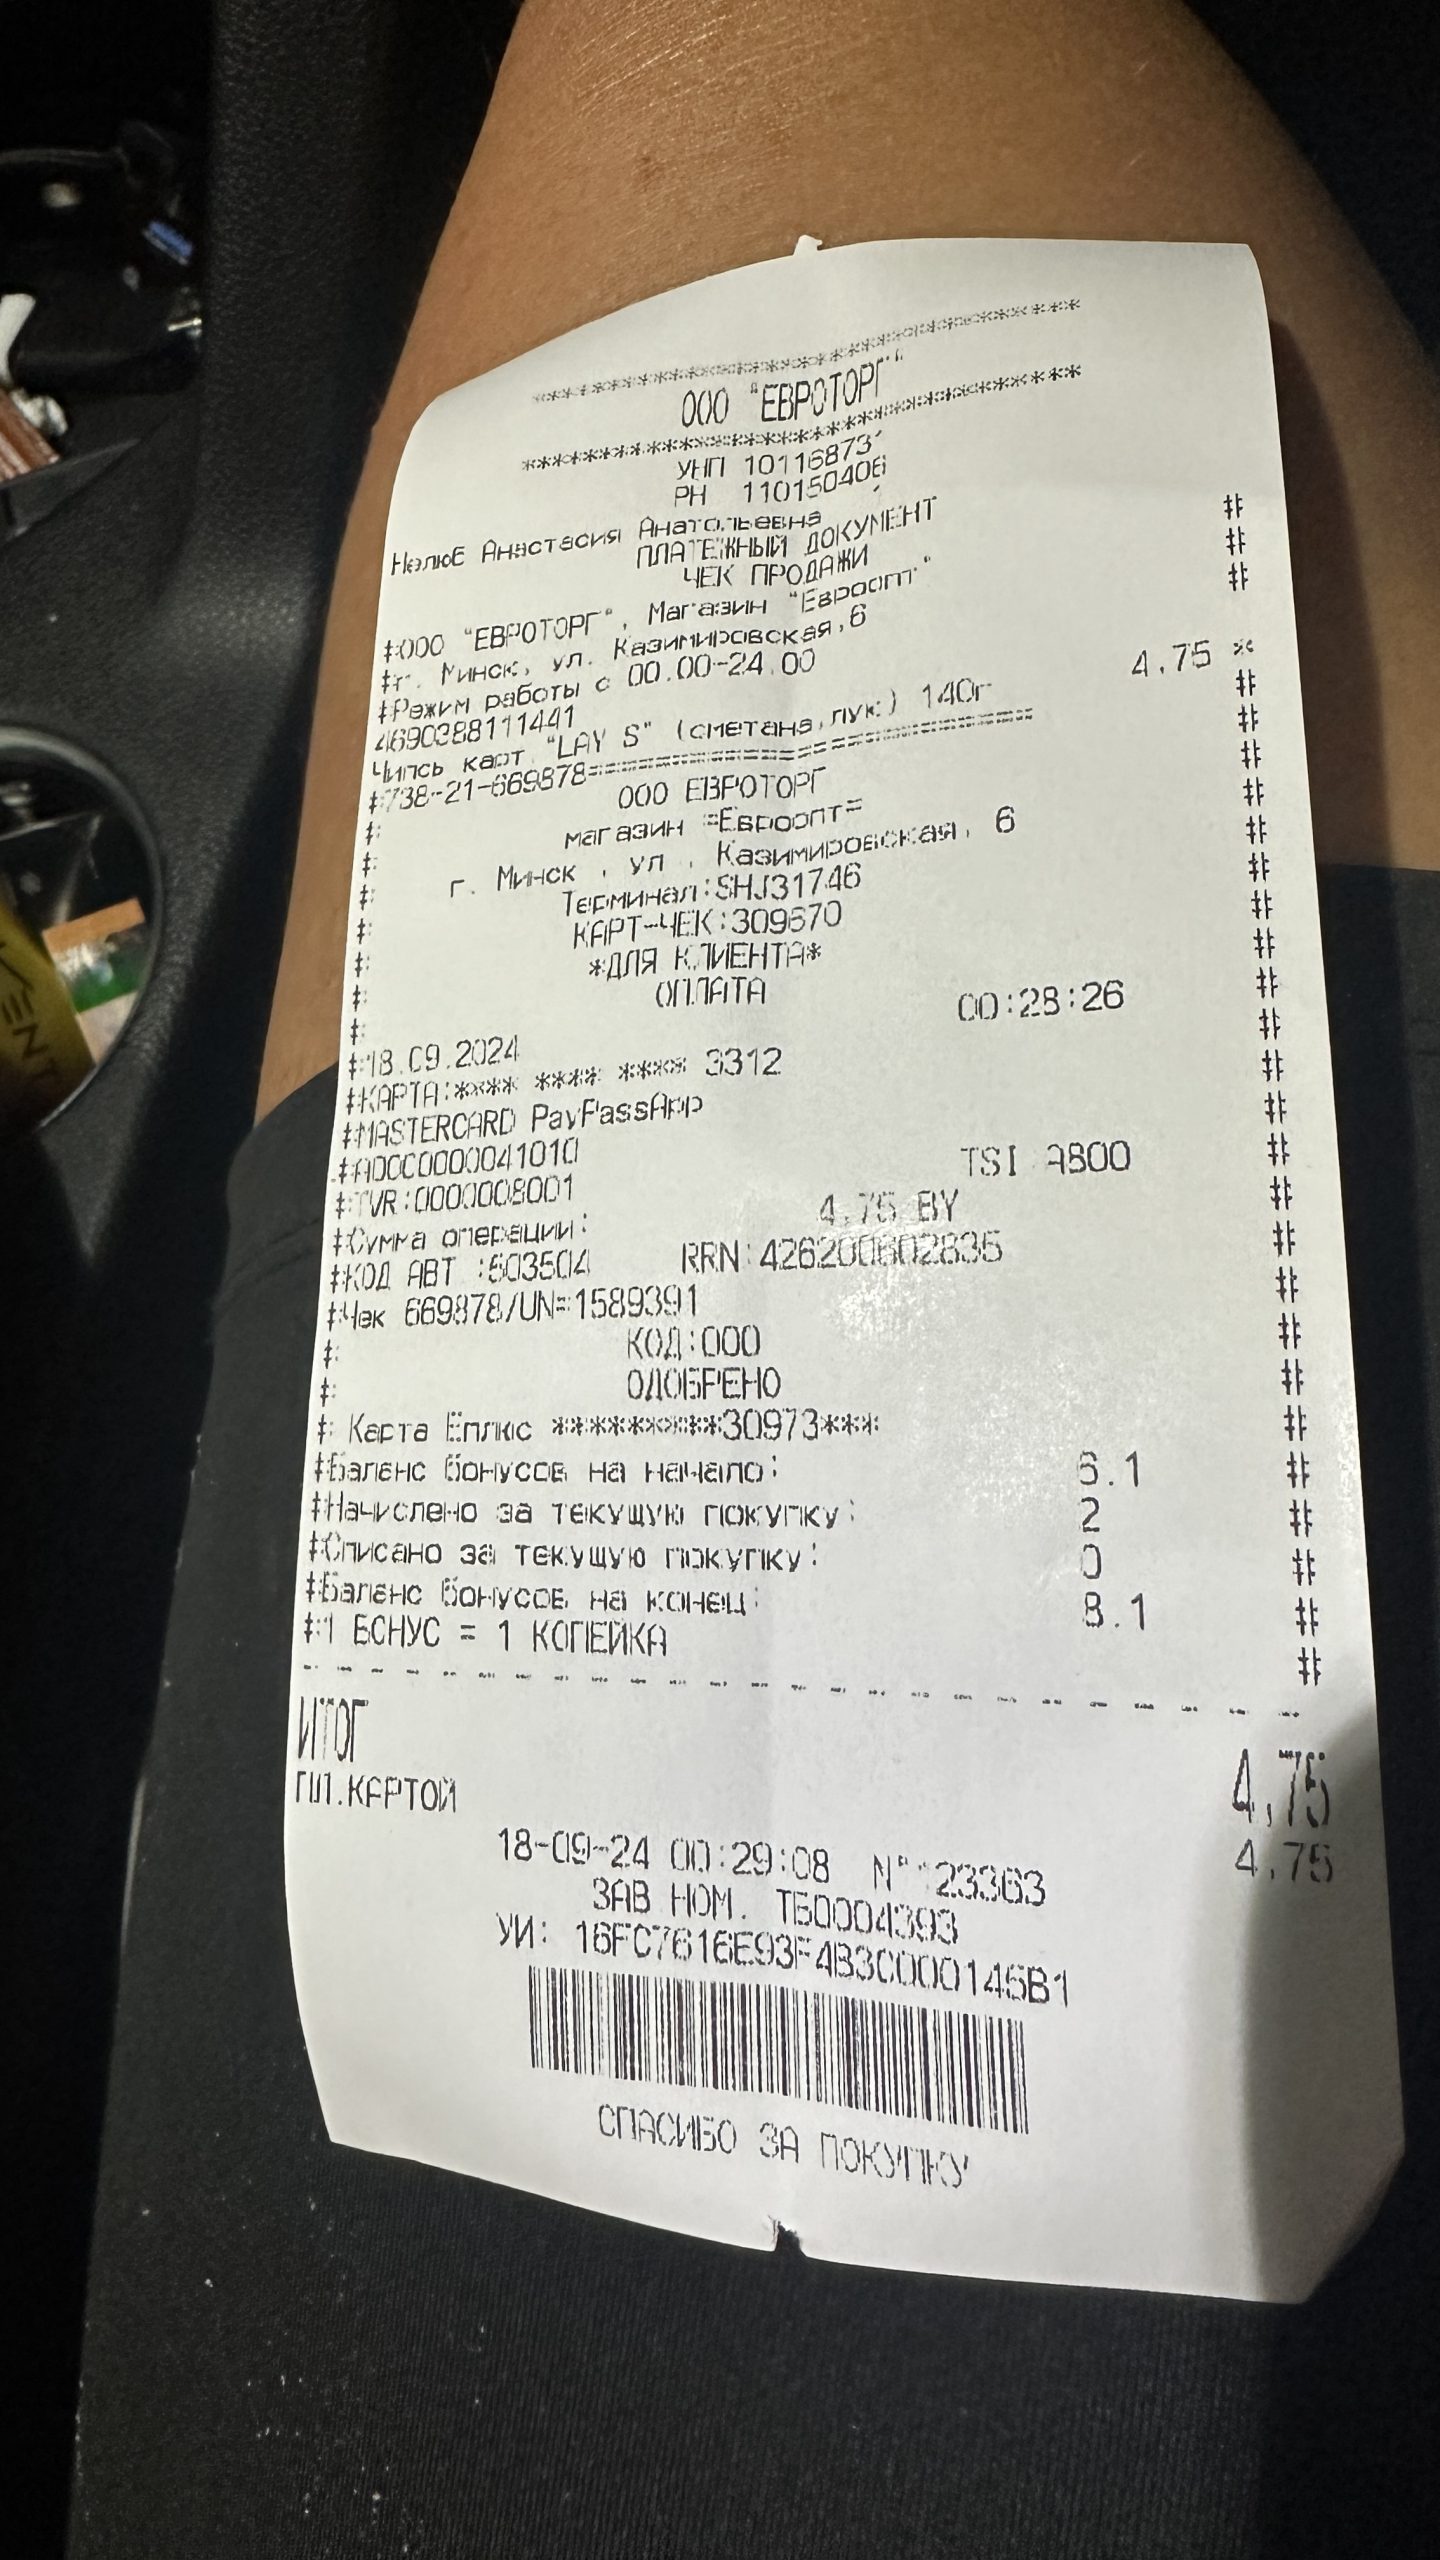 ********************************
ООО "ЕВРОТОРГ"
********************************
УНП 101168731
РН 110150406
Налюб Анастасия Анатольевна
ПЛАТЕЖНЫЙ ДОКУМЕНТ #
ЧЕК ПРОДАЖИ #
#ООО "ЕВРОТОРГ", Магазин "Евроопт" #
#г. Минск, ул. Казимировская,6
#Режим работы с 00.00-24.00
4690388111441 4.75 *
Чипсы карт."LAY S" (сметана,лук) 140г #
#738-21-669878============================ #
# ООО ЕВРОТОРГ #
# магазин =Евроопт= #
# г. Минск , ул . Казимировская, 6 #
# Терминал:SHJ31746 #
# КАРТ-ЧЕК:309670 #
# *ДЛЯ КЛИЕНТА* #
# ОПЛАТА #
#18.09.2024 00:28:26 #
#КАРТА:**** **** **** 3312 #
#MASTERCARD PayPassApp #
#A0000000041010 #
#TVR:0000008001 TSI A800 #
#Сумма операции: 4.75 BY #
#КОД АВТ :503504 RRN:426200602835 #
#Чек 669878/UN=1589391 #
# КОД:000 #
# ОДОБРЕНО #
# Карта Еплюс **********30973*** #
#Баланс бонусов на начало: 6.1 #
#Начислено за текущую покупку: 2 #
#Списано за текущую покупку: 0 #
#Баланс бонусов на конец: 8.1 #
#1 БОНУС = 1 КОПЕЙКА #
ИТОГ 4,75
ПЛ.КАРТОЙ 4.75
18-09-24 00:29:08 N°:23363
ЗАВ НОМ. ТБ0004393
УИ: 16FC7616E93F4B3C000145B1
СПАСИБО ЗА ПОКУПКУ
KENT